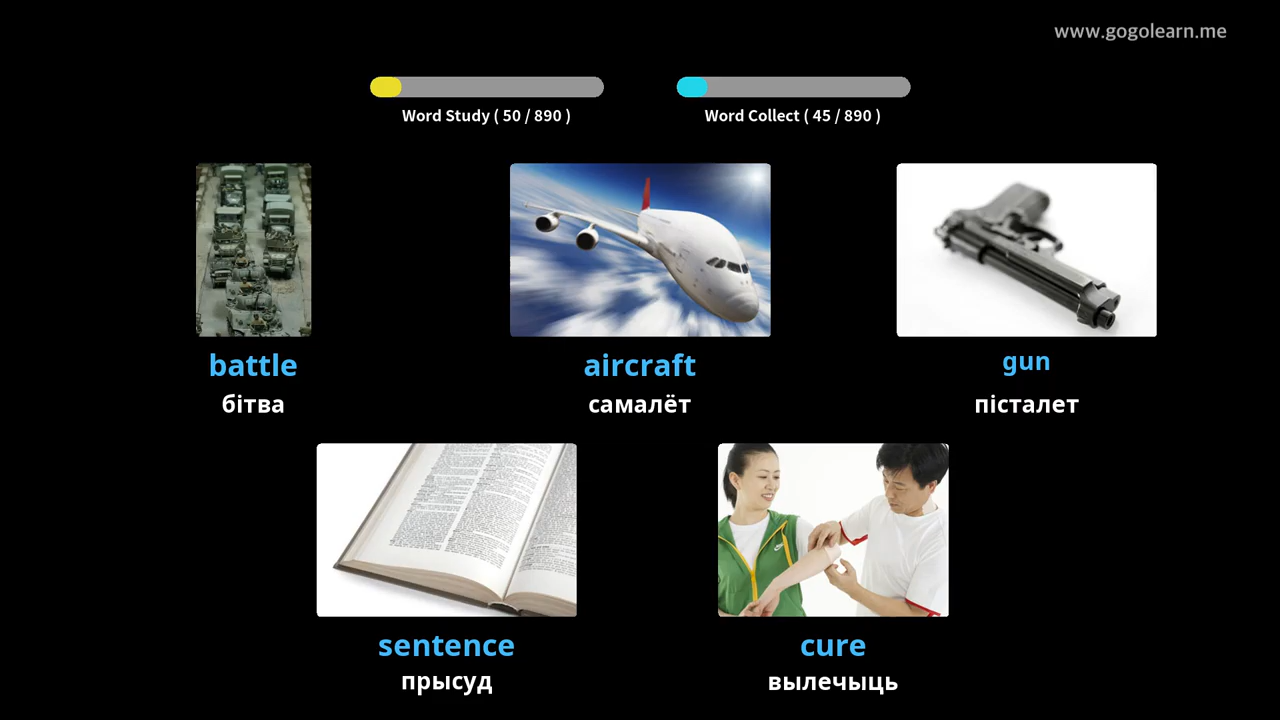 www.gogolearn.me
Word Study ( 50 / 890 )
Word Collect ( 45 / 890 )
battle
бітва
aircraft
самалёт
gun
пісталет
sentence
прысуд
cure
вылечыць